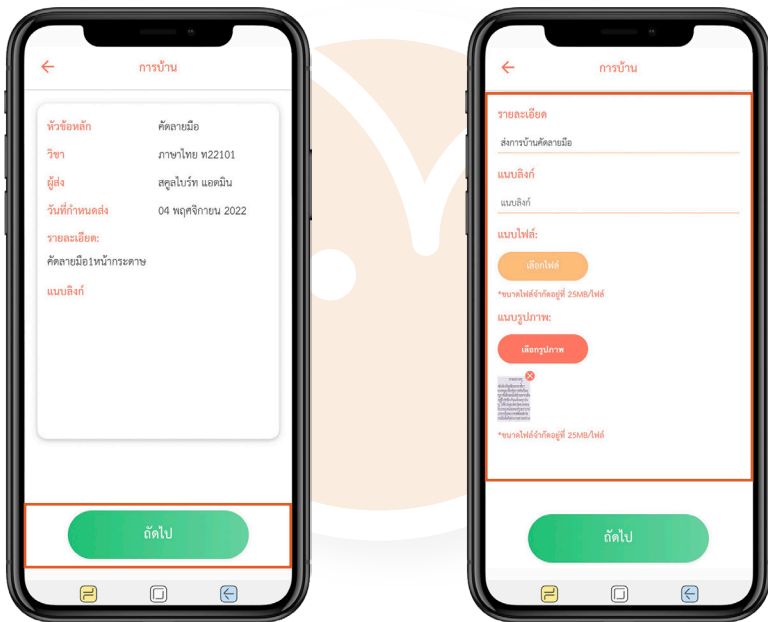 การบ้าน
หัวข้อหลัก คัดลายมือ
วิชา ภาษาไทย ท22101
ผู้ส่ง สคูลไบร์ท แอดมิน
วันที่กำหนดส่ง 04 พฤศจิกายน 2022
รายละเอียด:
คัดลายมือ1หน้ากระดาษ
แนบลิงก์
ถัดไป
การบ้าน
รายละเอียด
ส่งการบ้านคัดลายมือ
แนบลิงก์
แนบลิงก์
แนบไฟล์:
เลือกไฟล์
*ขนาดไฟล์จำกัดอยู่ที่ 25MB/ไฟล์
แนบรูปภาพ:
เลือกรูปภาพ
*ขนาดไฟล์จำกัดอยู่ที่ 25MB/ไฟล์
ถัดไป